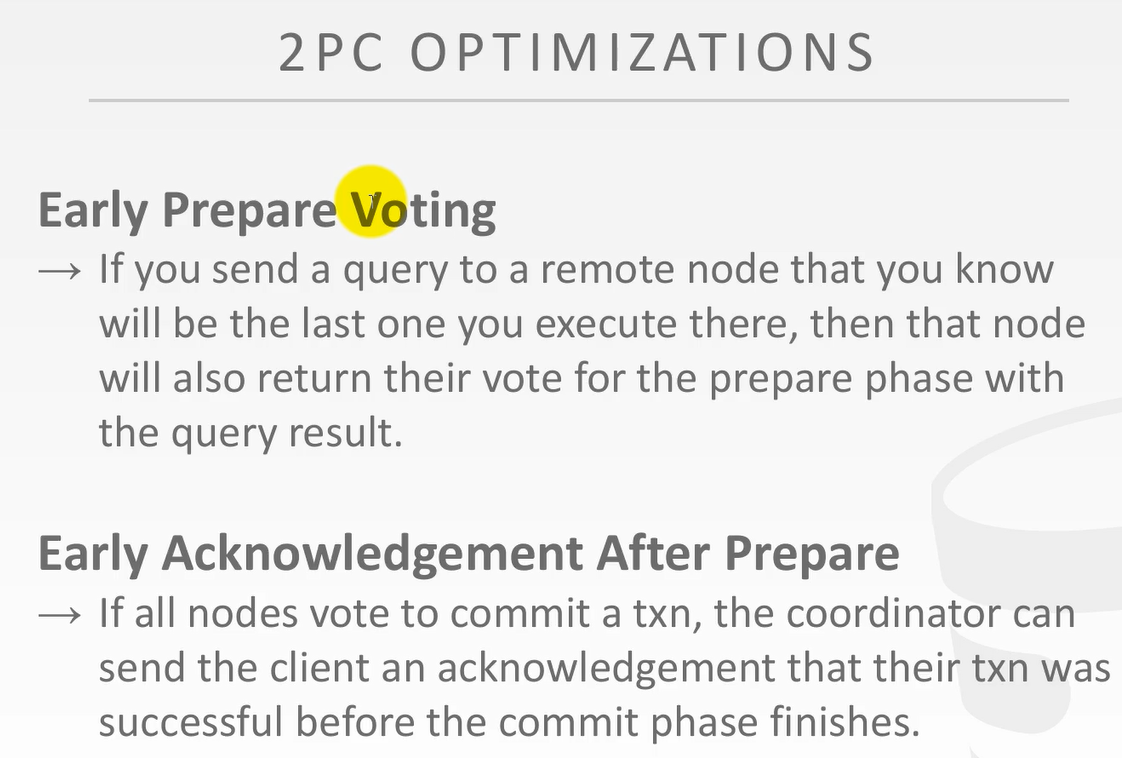 2PC OPTIMIZATIONS
Early Prepare Voting
→ If you send a query to a remote node that you know
will be the last one you execute there, then that node
will also return their vote for the prepare phase with
the query result.
Early Acknowledgement After Prepare
→ If all nodes vote to commit a txn, the coordinator can
send the client an acknowledgement that their txn was
successful before the commit phase finishes.